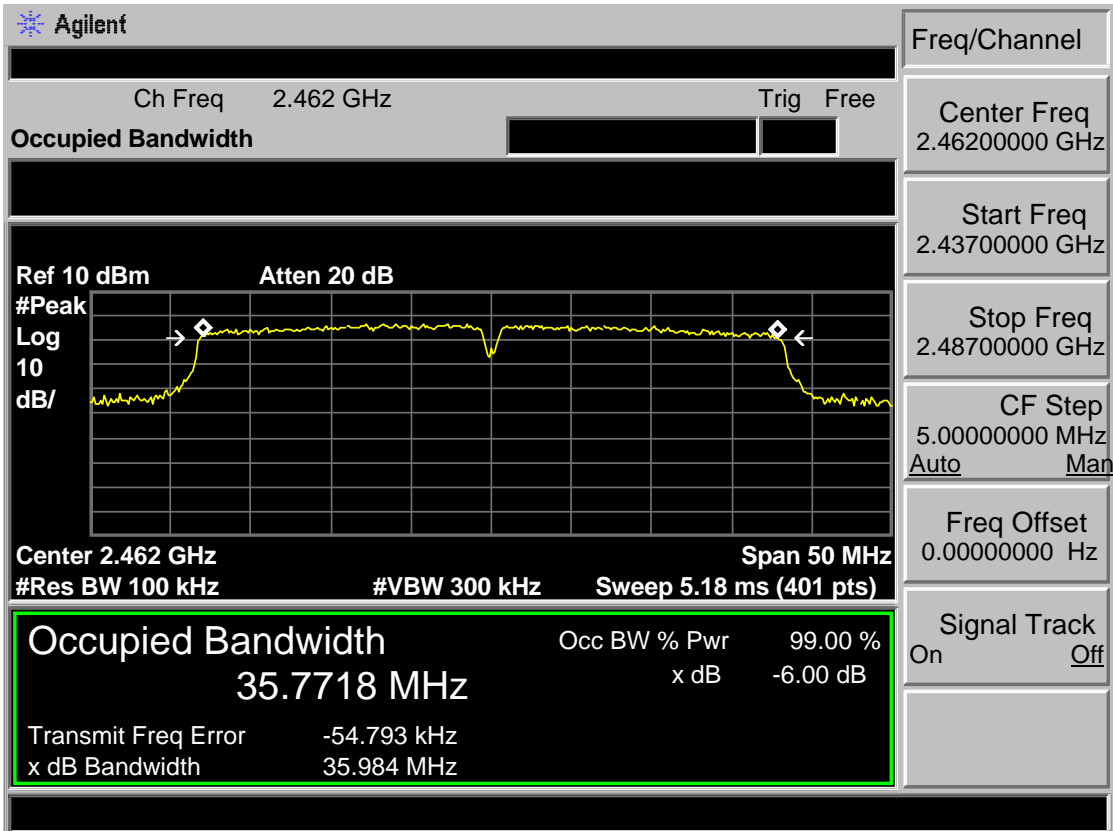 Agilent
Freq/Channel
Ch Freq 2.462 GHz Trig Free
Occupied Bandwidth
Center Freq
2.46200000 GHz
Start Freq
2.43700000 GHz
Stop Freq
2.48700000 GHz
CF Step
5.00000000 MHz
Auto Man
Freq Offset
0.00000000 Hz
Signal Track
On Off
Ref 10 dBm Atten 20 dB
#Peak
Log
10
dB/
Center 2.462 GHz Span 50 MHz
#Res BW 100 kHz #VBW 300 kHz Sweep 5.18 ms (401 pts)
Occupied Bandwidth Occ BW % Pwr 99.00 %
35.7718 MHz x dB -6.00 dB
Transmit Freq Error -54.793 kHz
x dB Bandwidth 35.984 MHz